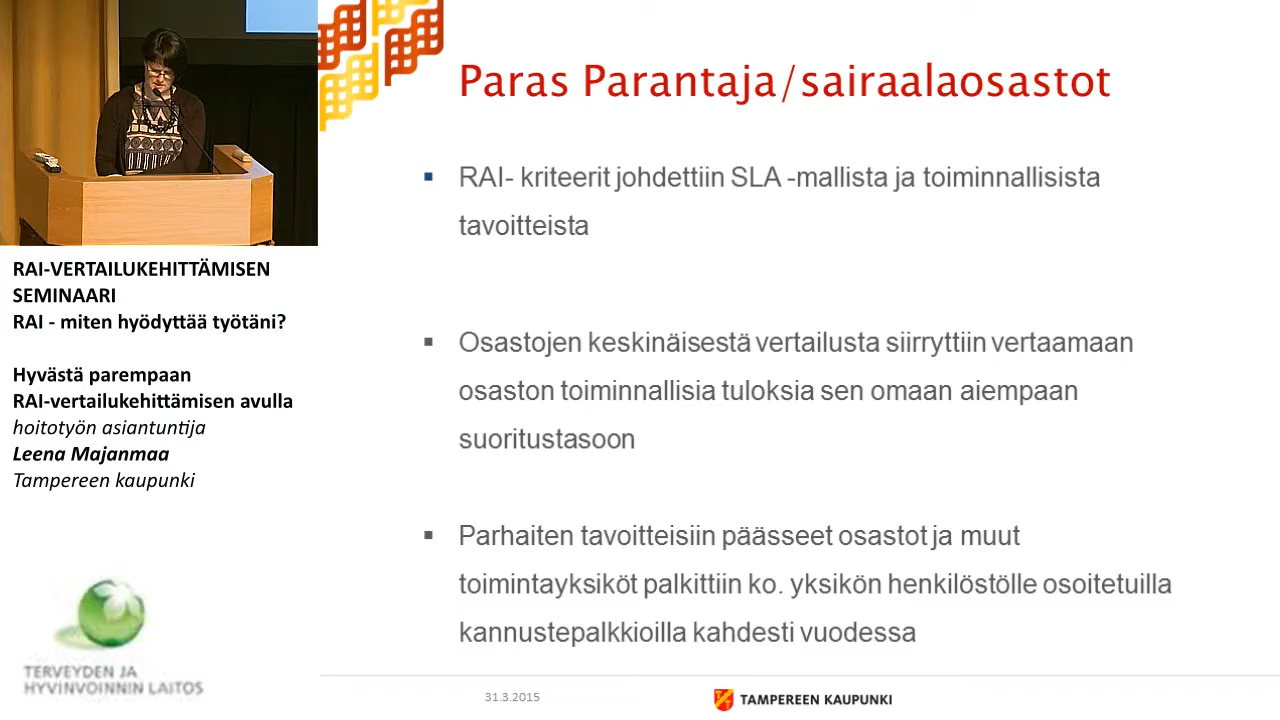 RAI-VERTAILUKEHITTÄMISEN
SEMINAARI
RAI - miten hyödyttää työtäni?
Hyvästä parempaan
RAI-vertailukehittämisen avulla
hoitotyön asiantuntija
Leena Majanmaa
Tampereen kaupunki
TERVEYDEN JA
HYVINVOINNIN LAITOS
Paras Parantaja/sairaalaosastot
▪ RAI- kriteerit johdettiin SLA -mallista ja toiminnallisista
tavoitteista
▪ Osastojen keskinäisestä vertailusta siirryttiin vertaamaan
osaston toiminnallisia tuloksia sen omaan aiempaan
suoritustasoon
▪ Parhaiten tavoitteisiin päässeet osastot ja muut
toimintayksiköt palkittiin ko. yksikön henkilöstölle osoitetuilla
kannustepalkkioilla kahdesti vuodessa
31.3.2015
TAMPEREEN KAUPUNKI